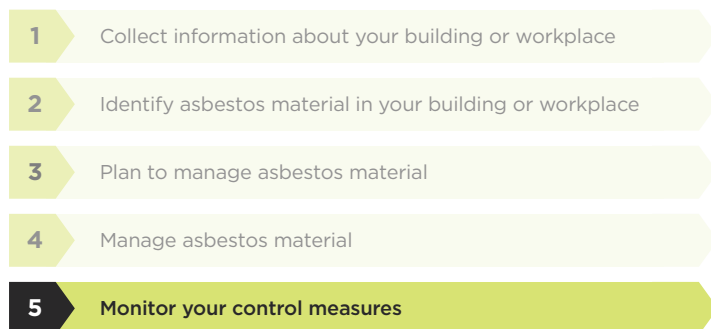 1 Collect information about your building or workplace
2 Identify asbestos material in your building or workplace
3 Plan to manage asbestos material
4 Manage asbestos material
5 Monitor your control measures